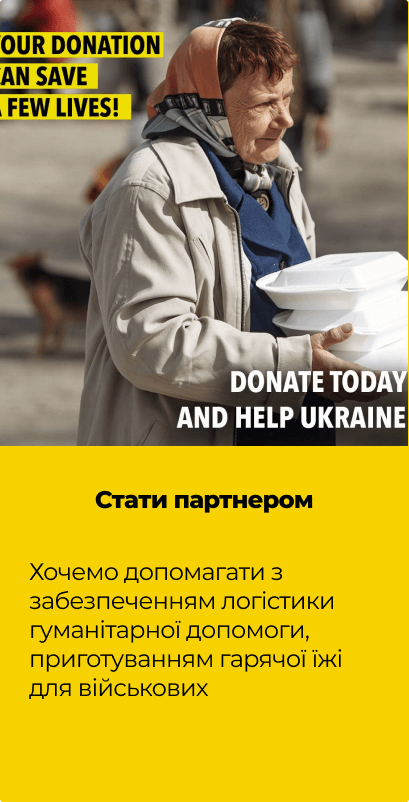 OUR DONATION
AN SAVE
FEW LIVES!
DONATE TODAY
AND HELP UKRAINE
Стати партнером
Хочемо допомагати з
забезпеченням логістики
гуманітарної допомоги,
приготуванням гарячої їжі
для військових